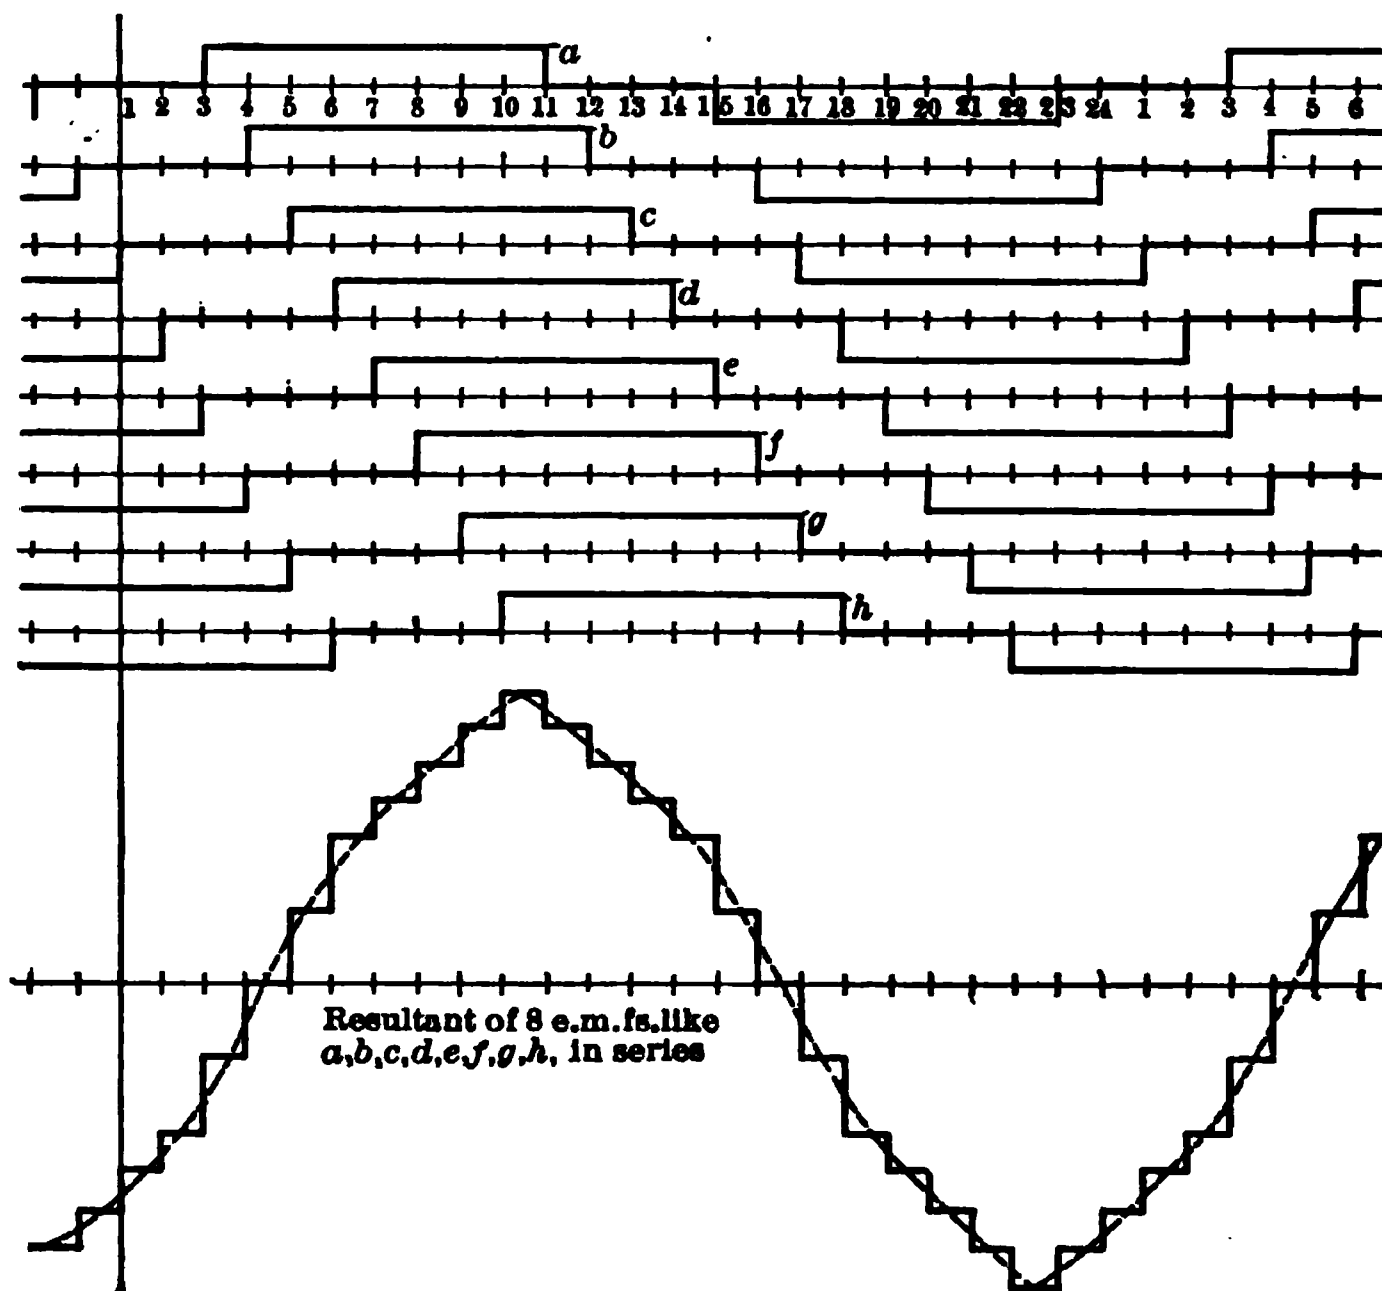 a
1 2 3 4 5 6 7 8 9 10 11 12 13 14 15 16 17 18 19 20 21 22 23 24 1 2 3 4 5 6
b
c
d
e
f
g
h
Resultant of 8 e.m.fs.like
a,b,c,d,e,f,g,h, in series